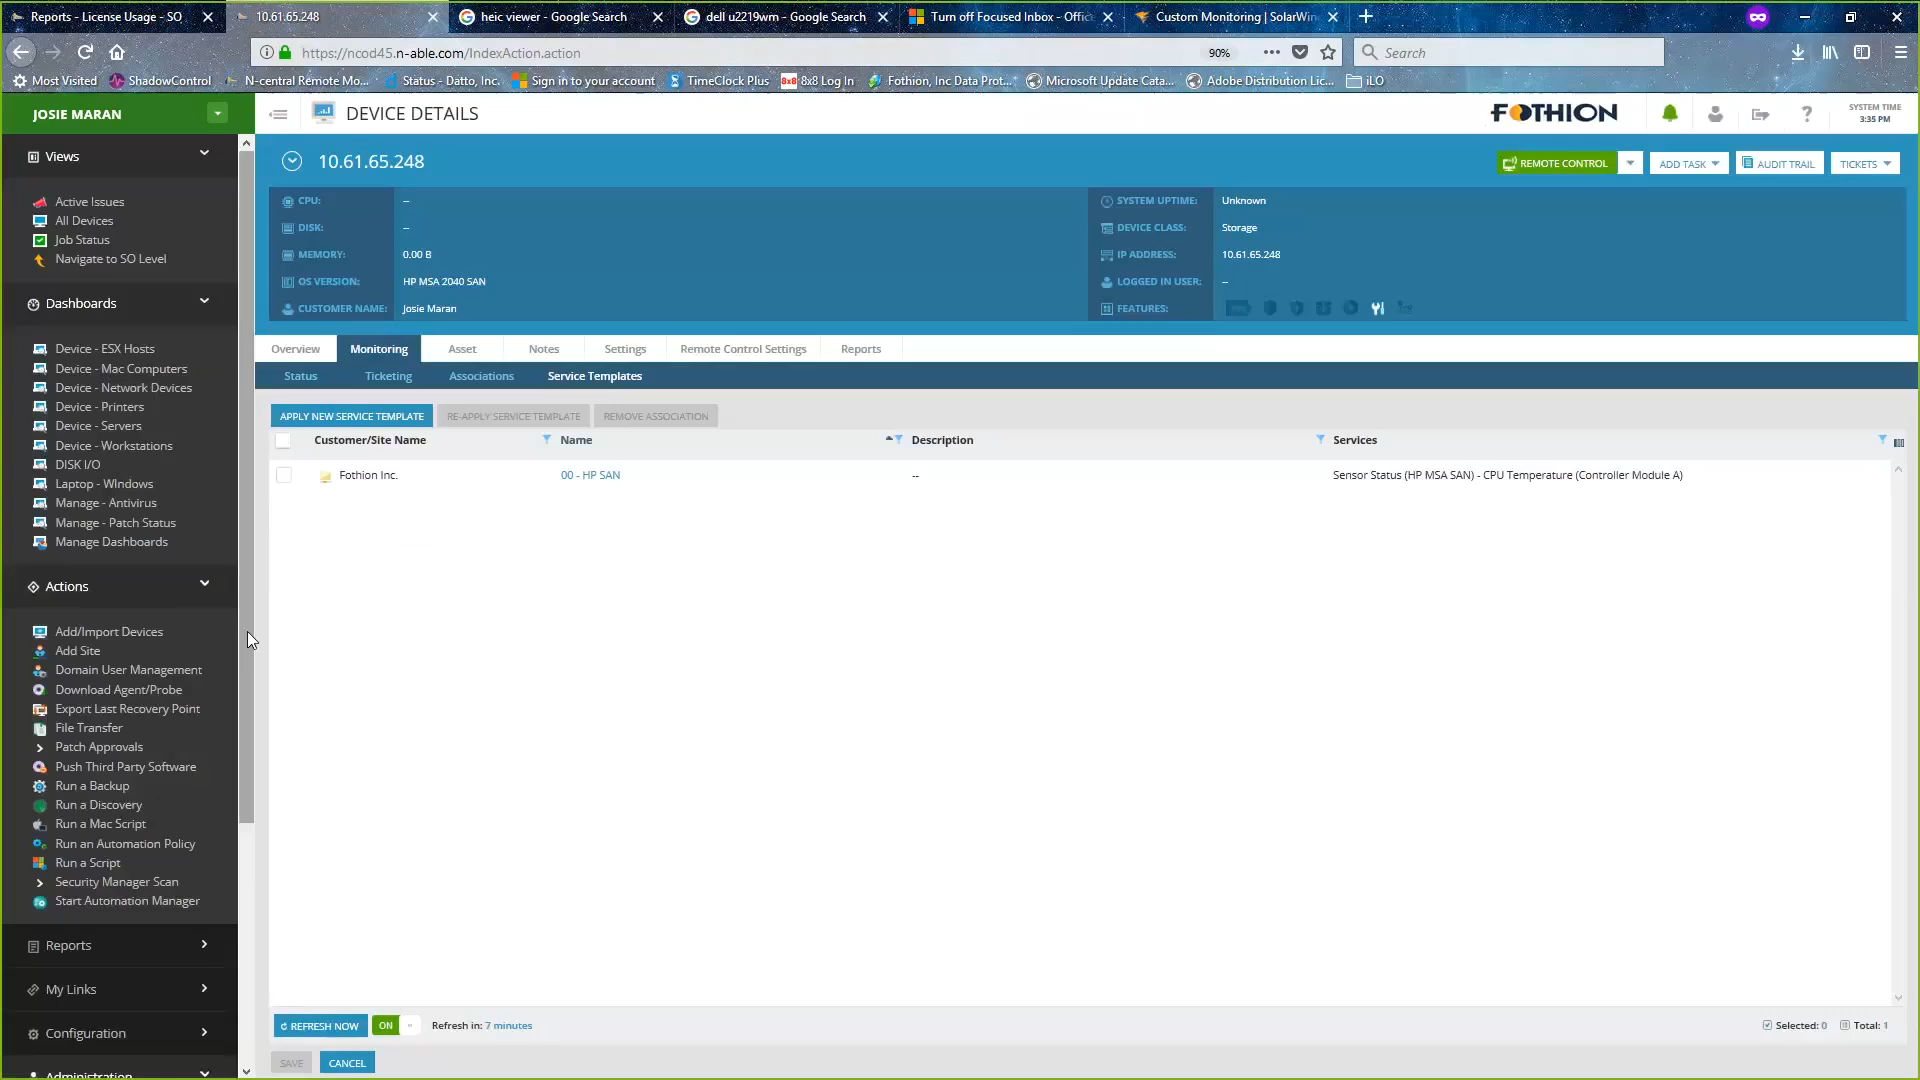 Reports - License Usage - SO
10.61.65.248
heic viewer - Google Search
dell u2219wm - Google Search
Turn off Focused Inbox - Offic
Custom Monitoring | SolarWin
https://ncod45.n-able.com/IndexAction.action
90%
Search
Most Visited
ShadowControl
N-central Remote Mo...
Status - Datto, Inc.
Sign in to your account
TimeClock Plus
8x8 Log In
Fothion, Inc Data Prot...
Microsoft Update Cata...
Adobe Distribution Lic...
iLO
JOSIE MARAN
DEVICE DETAILS
FOTHION
SYSTEM TIME
3:35 PM
Views
Active Issues
All Devices
Job Status
Navigate to SO Level
Dashboards
Device - ESX Hosts
Device - Mac Computers
Device - Network Devices
Device - Printers
Device - Servers
Device - Workstations
DISK I/O
Laptop - WIndows
Manage - Antivirus
Manage - Patch Status
Manage Dashboards
Actions
Add/Import Devices
Add Site
Domain User Management
Download Agent/Probe
Export Last Recovery Point
File Transfer
Patch Approvals
Push Third Party Software
Run a Backup
Run a Discovery
Run a Mac Script
Run an Automation Policy
Run a Script
Security Manager Scan
Start Automation Manager
Reports
My Links
Configuration
Administration
10.61.65.248
REMOTE CONTROL
ADD TASK
AUDIT TRAIL
TICKETS
CPU: --
DISK: --
MEMORY: 0.00 B
OS VERSION: HP MSA 2040 SAN
CUSTOMER NAME: Josie Maran
SYSTEM UPTIME: Unknown
DEVICE CLASS: Storage
IP ADDRESS: 10.61.65.248
LOGGED IN USER: --
FEATURES:
Overview Monitoring Asset Notes Settings Remote Control Settings Reports
Status Ticketing Associations Service Templates
APPLY NEW SERVICE TEMPLATE RE-APPLY SERVICE TEMPLATE REMOVE ASSOCIATION
Customer/Site Name Name Description Services
Fothion Inc. 00 - HP SAN -- Sensor Status (HP MSA SAN) - CPU Temperature (Controller Module A)
REFRESH NOW ON Refresh in: 7 minutes
Selected: 0 Total: 1
SAVE CANCEL